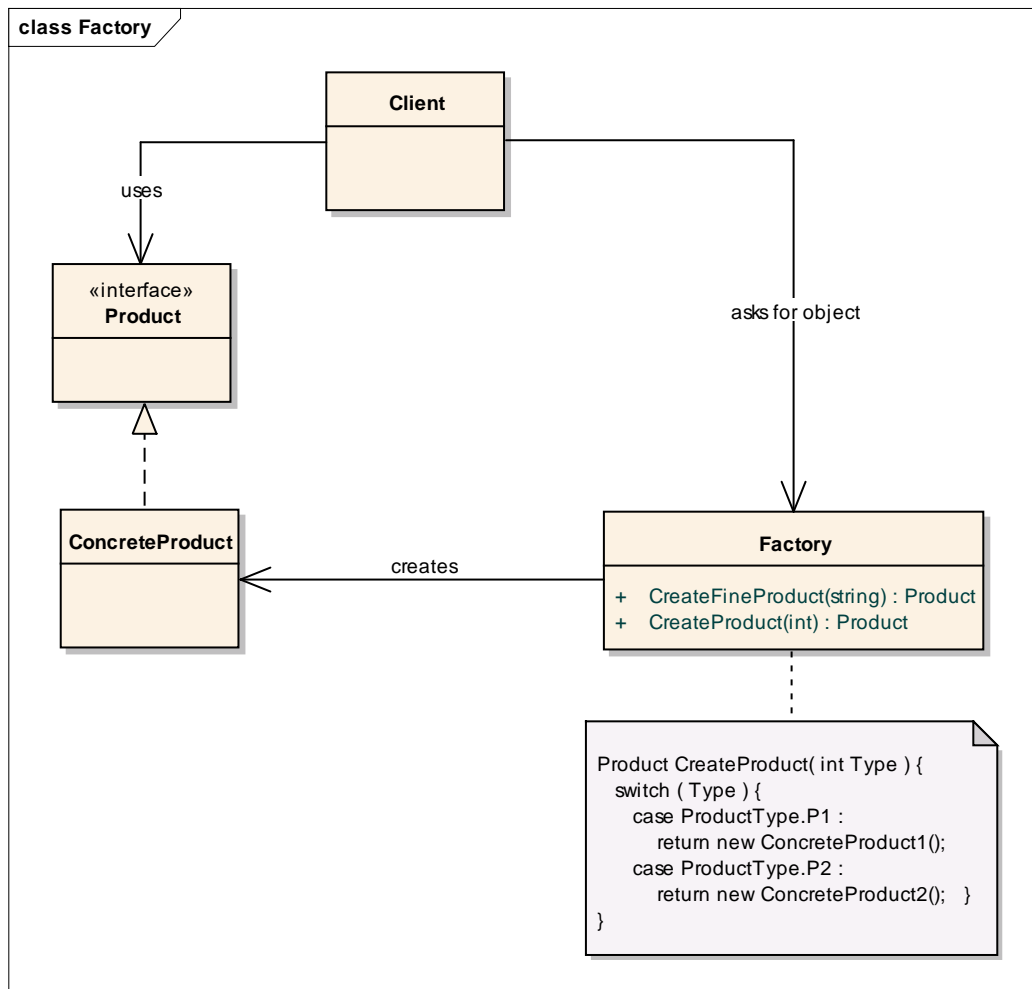 class Factory
Client
uses
«interface»
Product
asks for object
ConcreteProduct
creates
Factory
+ CreateFineProduct(string) : Product
+ CreateProduct(int) : Product
Product CreateProduct( int Type ) {
switch ( Type ) {
case ProductType.P1 :
return new ConcreteProduct1();
case ProductType.P2 :
return new ConcreteProduct2(); }
}